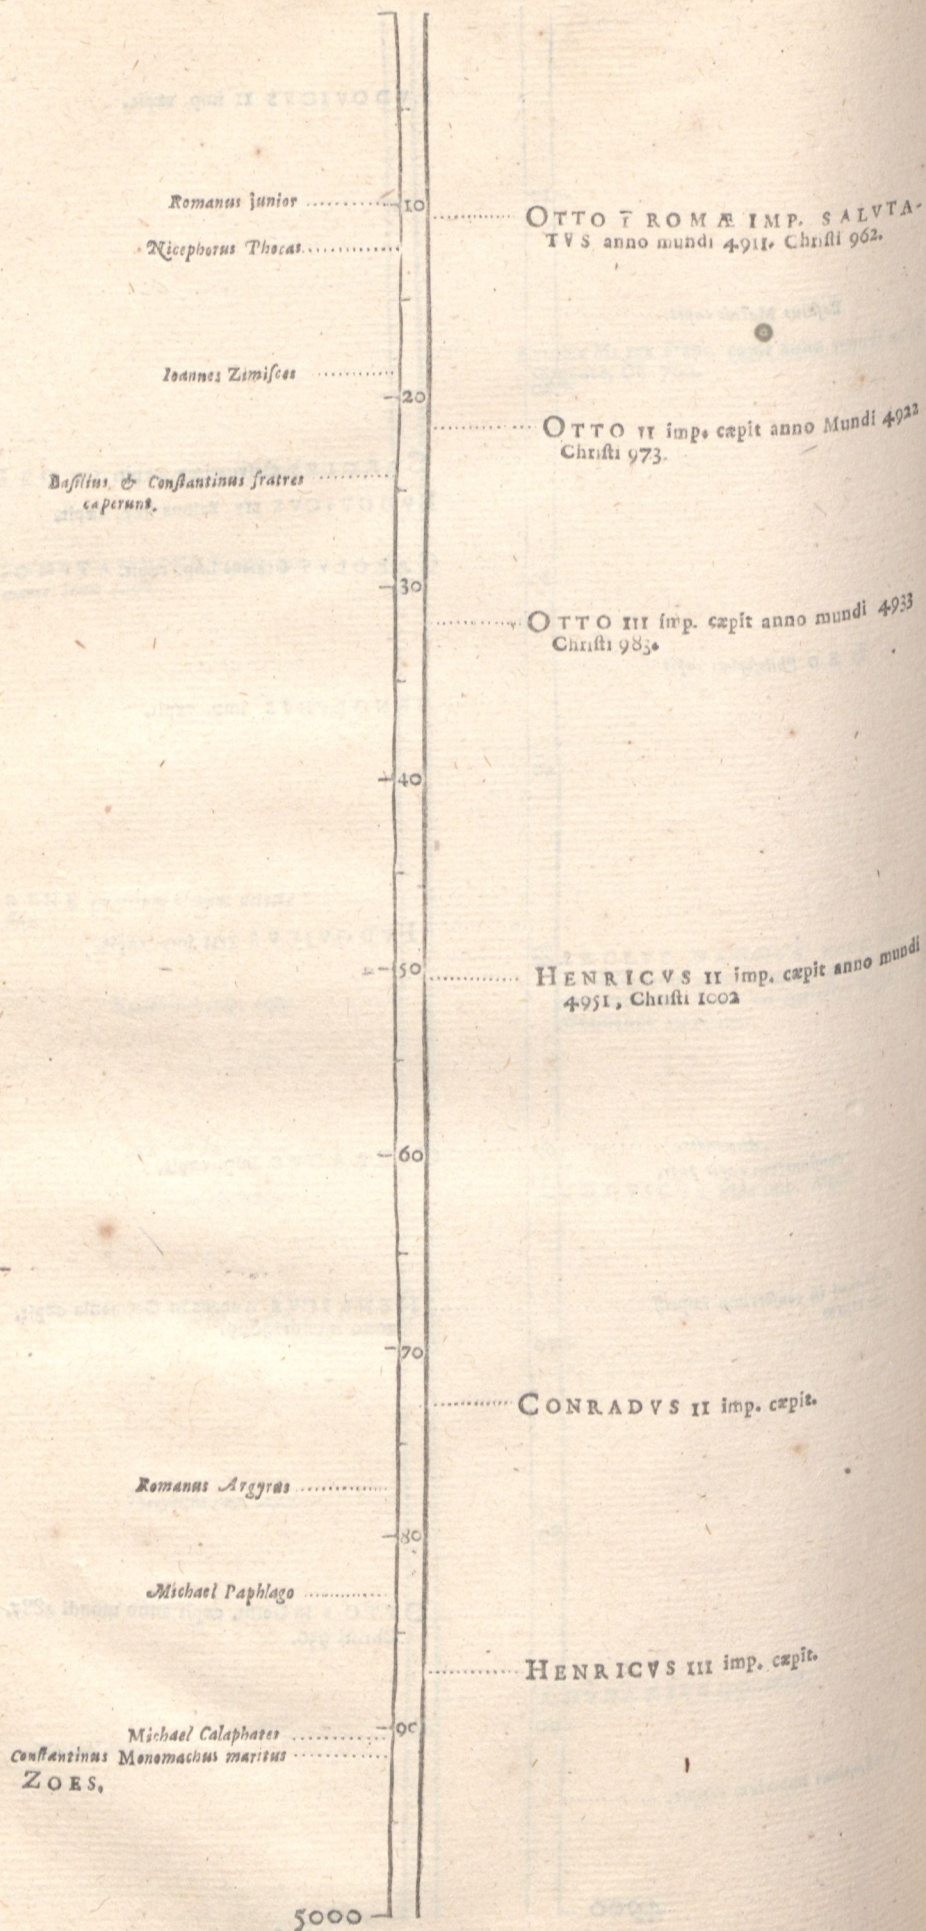 Romanus junior
10
OTTO I ROMÆ IMP. SALVTA-
TVS anno mundi 4911. Christi 962.
Nicephorus Phocas
Ioannes Zimisces
20
OTTO II imp. cæpit anno Mundi 4922
Christi 973.
Basilius & Constantinus fratres
cæperunt.
30
OTTO III imp. cæpit anno mundi 4933
Christi 983.
40
50
HENRICVS II imp. cæpit anno mundi
4951, Christi 1002
60
70
CONRADVS II imp. cæpit.
Romanus Argyrus
80
Michael Paphlago
HENRICVS III imp. cæpit.
90
Michael Calaphates
Constantinus Monomachus maritus
ZOES.
5000